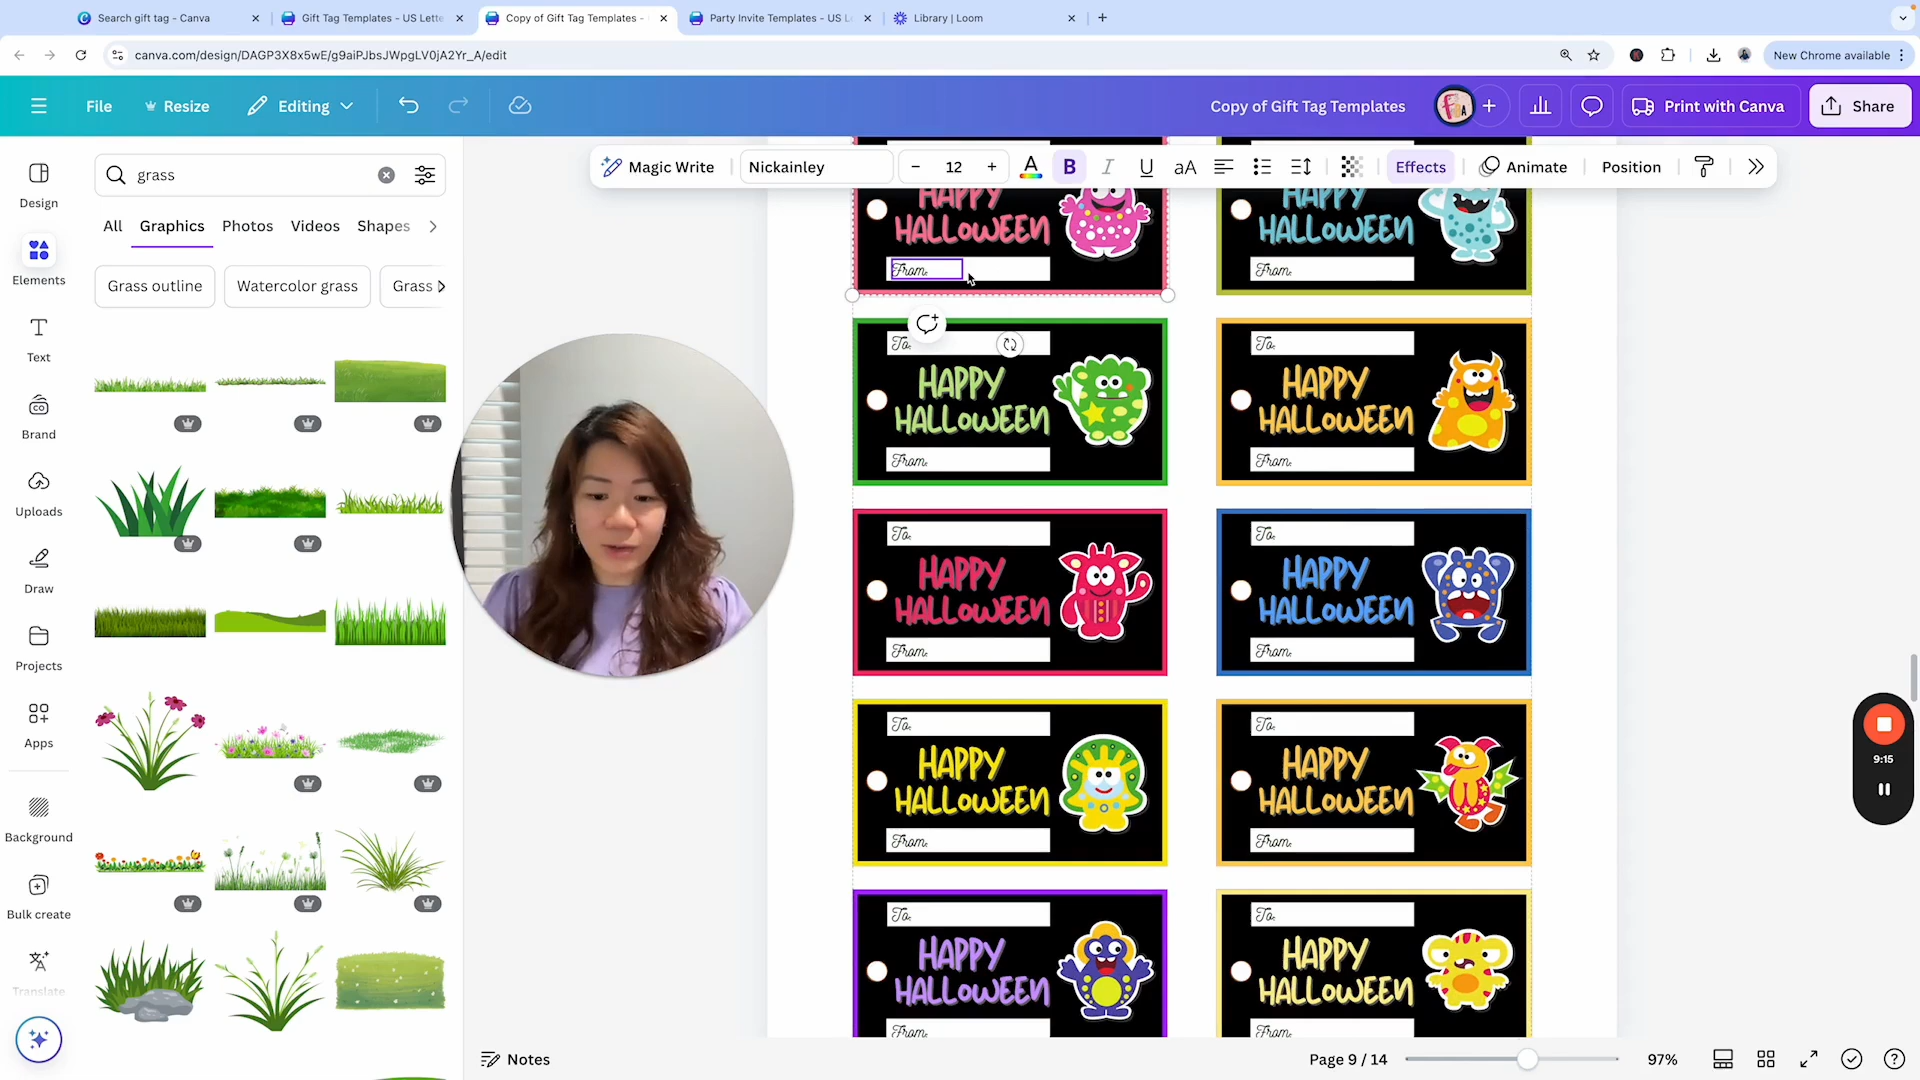 Search gift tag - Canva
Gift Tag Templates - US Lette
Copy of Gift Tag Templates -
Party Invite Templates - US Le
Library | Loom
canva.com/design/DAGP3X8x5wE/g9aiPJbsJWpgLV0jA2Yr_A/edit
New Chrome available
File
Resize
Editing
Copy of Gift Tag Templates
Print with Canva
Share
Design
Elements
Text
Brand
Uploads
Draw
Projects
Apps
Background
Bulk create
Translate
grass
All
Graphics
Photos
Videos
Shapes
Grass outline
Watercolor grass
Grass
Magic Write
Nickainley
12
A
B
I
U
aA
Effects
Animate
Position
HAPPY
HALLOWEEN
From:
HAPPY
HALLOWEEN
From:
To:
HAPPY
HALLOWEEN
From:
To:
HAPPY
HALLOWEEN
From:
To:
HAPPY
HALLOWEEN
From:
To:
HAPPY
HALLOWEEN
From:
To:
HAPPY
HALLOWEEN
From:
To:
HAPPY
HALLOWEEN
From:
To:
HAPPY
HALLOWEEN
From:
To:
HAPPY
HALLOWEEN
From:
9:15
Notes
Page 9 / 14
97%